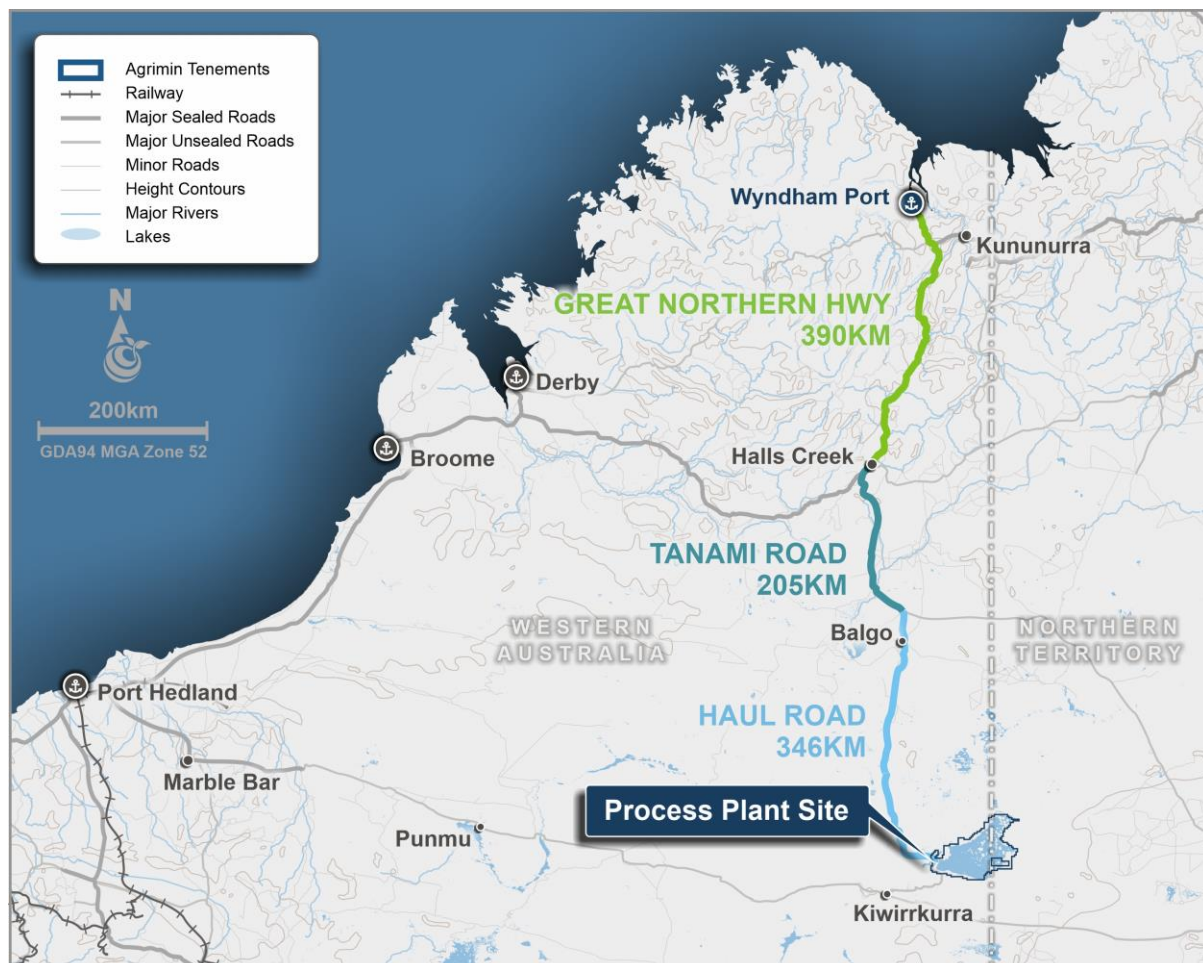 Agrimin Tenements
Railway
Major Sealed Roads
Major Unsealed Roads
Minor Roads
Height Contours
Major Rivers
Lakes
N
200km
GDA94 MGA Zone 52
Wyndham Port
Kununurra
GREAT NORTHERN HWY
390KM
Derby
Broome
Halls Creek
TANAMI ROAD
205KM
WESTERN
AUSTRALIA
Balgo
NORTHERN
TERRITORY
Port Hedland
HAUL ROAD
346KM
Marble Bar
Process Plant Site
Punmu
Kiwirrkurra